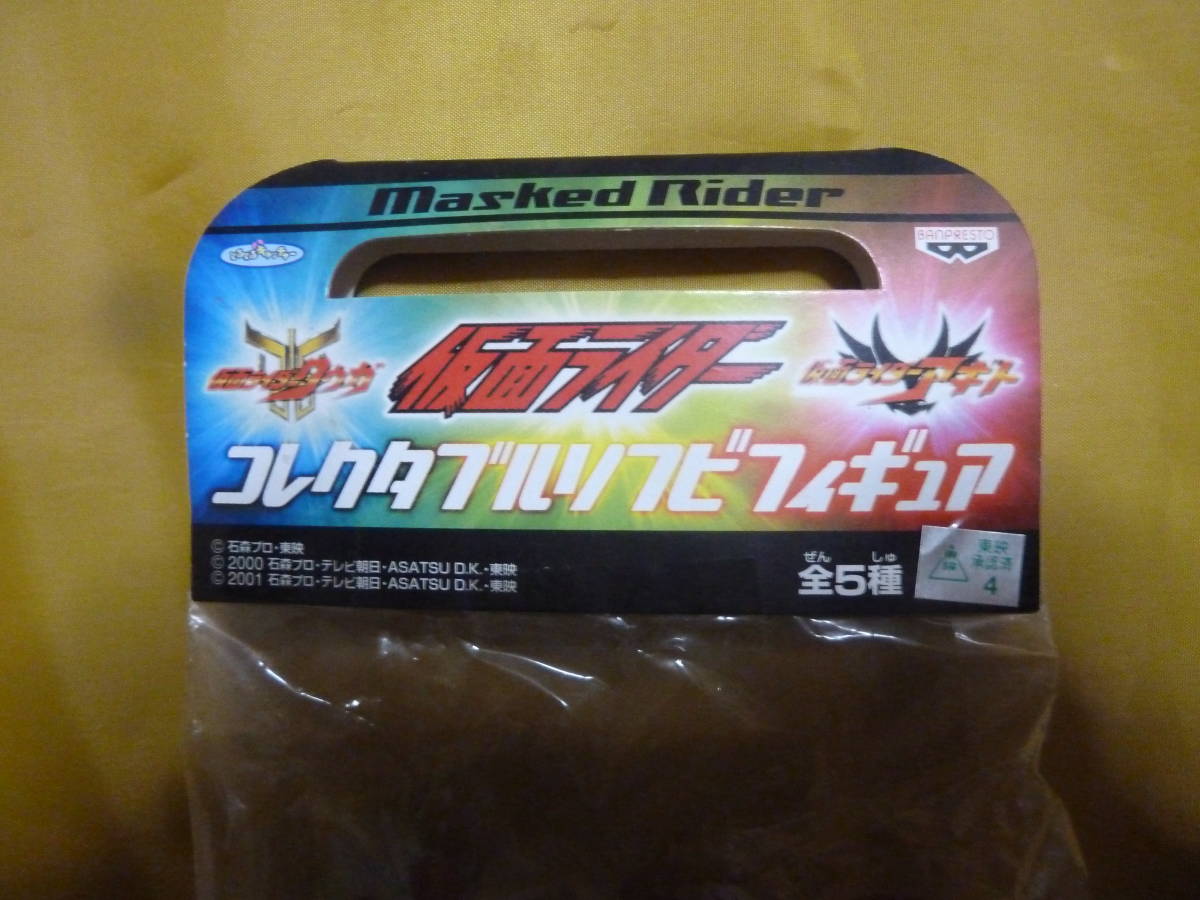 Masked Rider
BANPRESTO
仮面ライダークウガ
仮面ライダー
仮面ライダーアギト
コレクタブルソフビフィギュア
© 石森プロ・東映
© 2000 石森プロ・テレビ朝日・ASATSU D.K.・東映
© 2001 石森プロ・テレビ朝日・ASATSU D.K.・東映
ぜん しゅ
全5種
東映
承認済
4